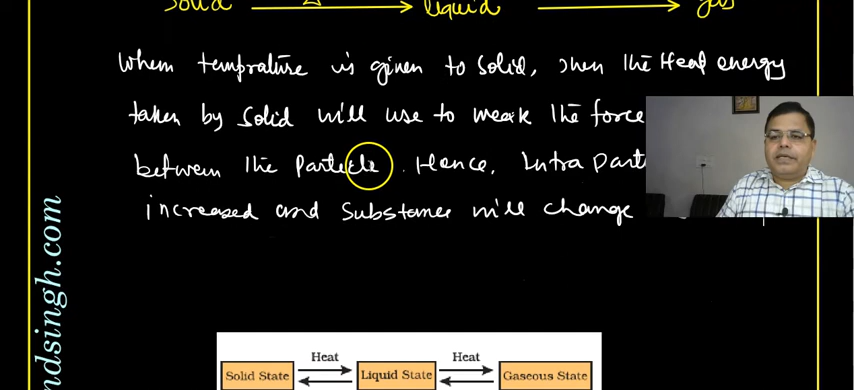 solid liquid gas
When temprature is given to solid, then the Heat energy
taken by solid will use to weak the force
between the particle. Hence, Intra part
increased and substance will change
ndsingh.com
Heat Heat
Solid State Liquid State Gaseous State